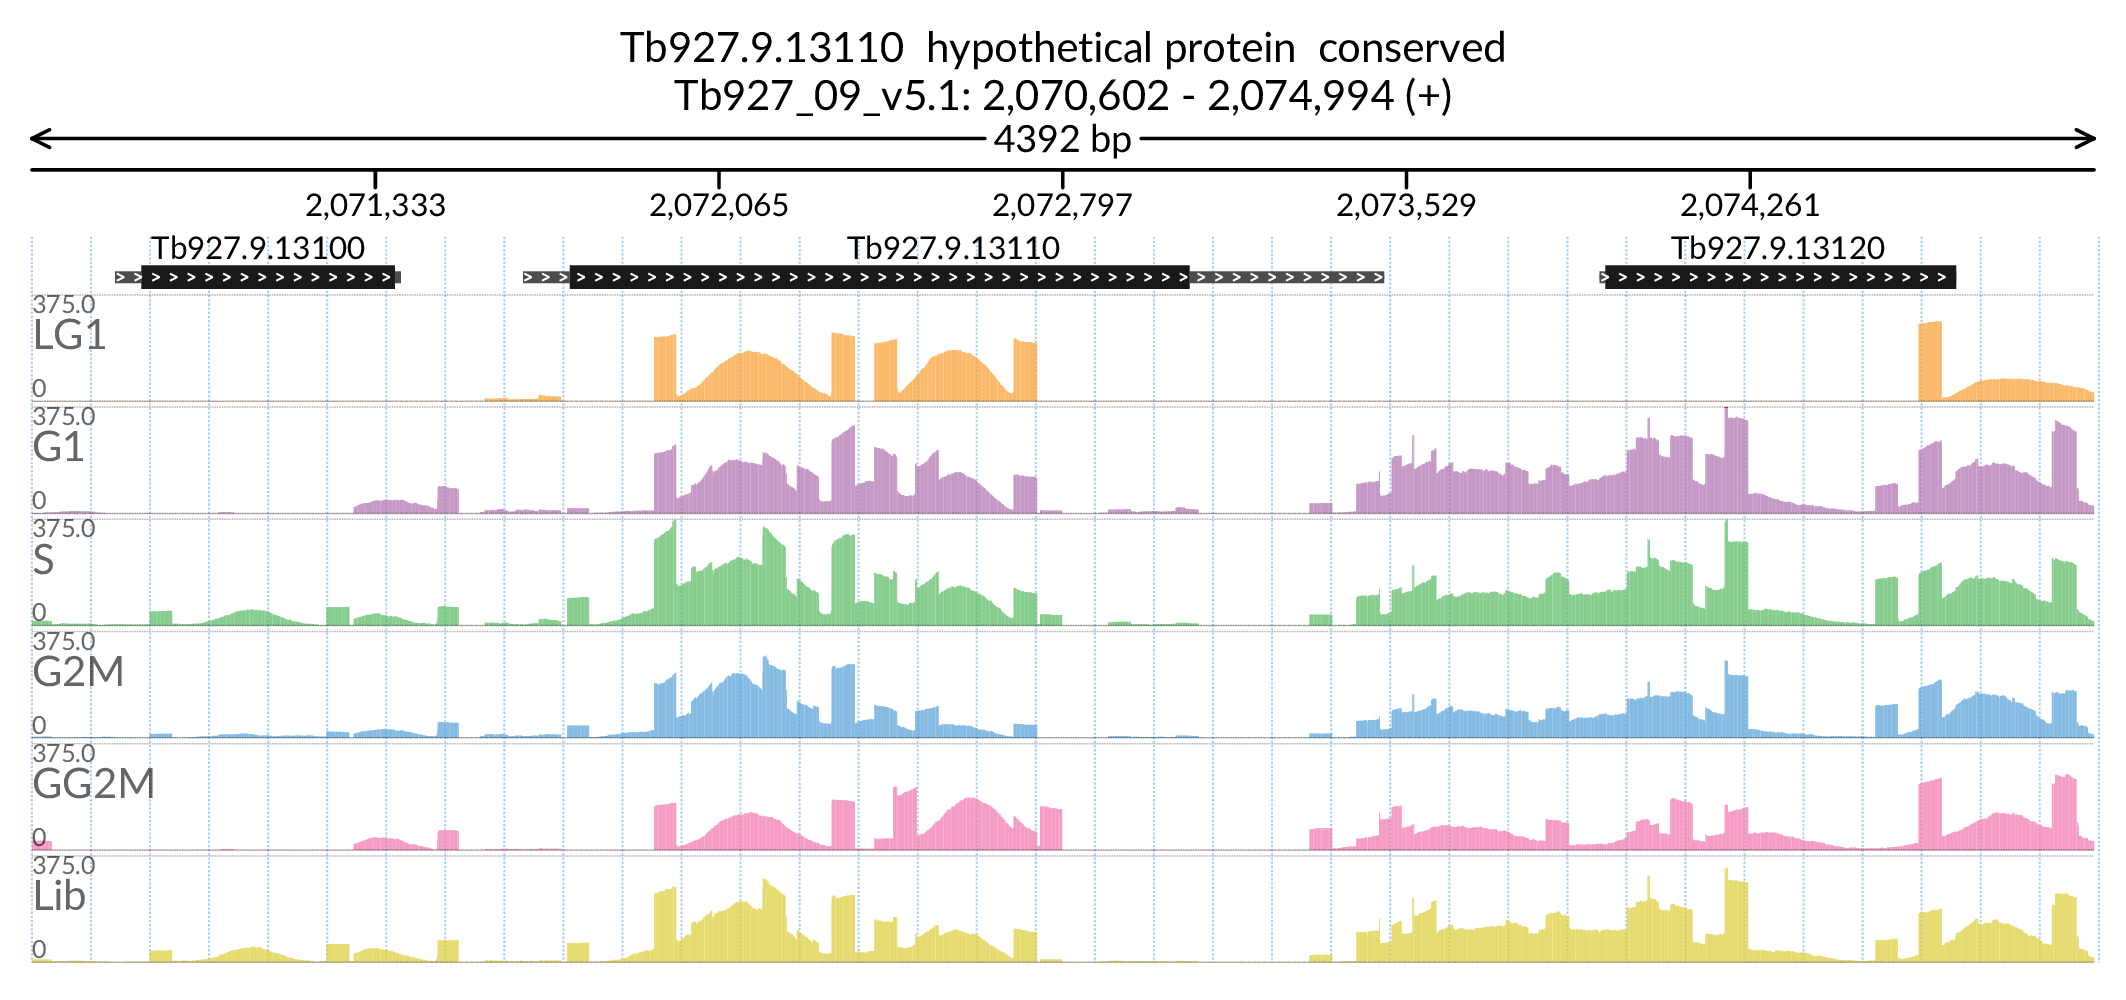 Tb927.9.13110  hypothetical protein  conserved
Tb927_09_v5.1: 2,070,602 - 2,074,994 (+)
4392 bp
2,071,333 2,072,065 2,072,797 2,073,529 2,074,261
Tb927.9.13100 Tb927.9.13110 Tb927.9.13120
375.0
LG1
0
375.0
G1
0
375.0
S
0
375.0
G2M
0
375.0
GG2M
0
375.0
Lib
0